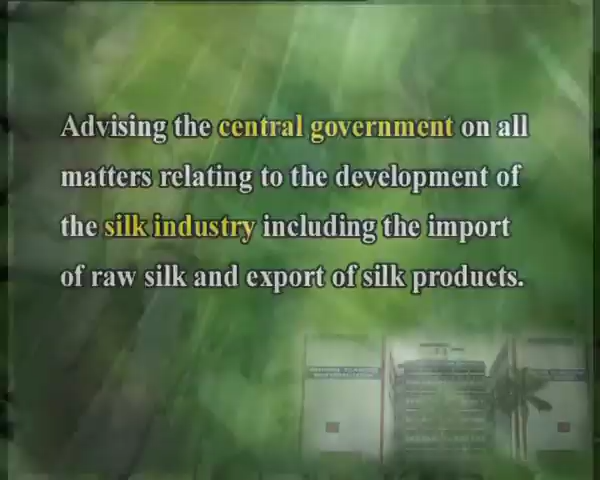 Advising the central government on all
matters relating to the development of
the silk industry including the import
of raw silk and export of silk products.